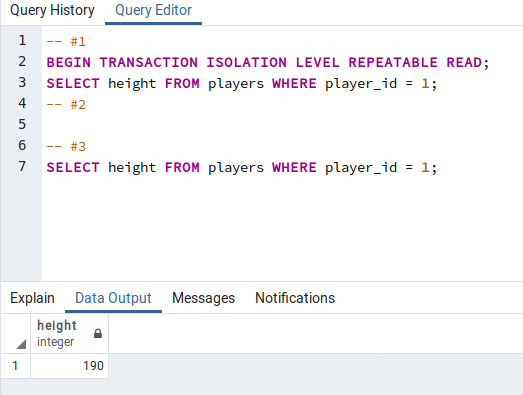 Query History Query Editor
1 -- #1
2 BEGIN TRANSACTION ISOLATION LEVEL REPEATABLE READ;
3 SELECT height FROM players WHERE player_id = 1;
4 -- #2
5
6 -- #3
7 SELECT height FROM players WHERE player_id = 1;
Explain Data Output Messages Notifications
height
integer
1 190